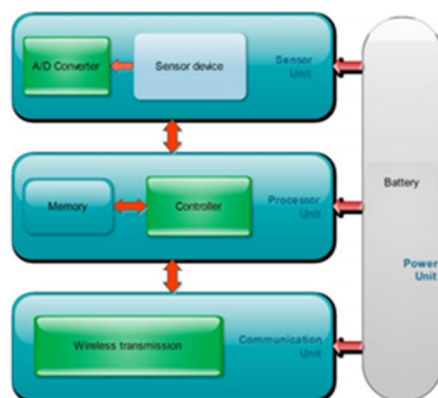 A/D Converter
Sensor device
Sensor
Unit
Memory
Controller
Processor
Unit
Battery
Power
Unit
Wireless transmission
Communication
Unit